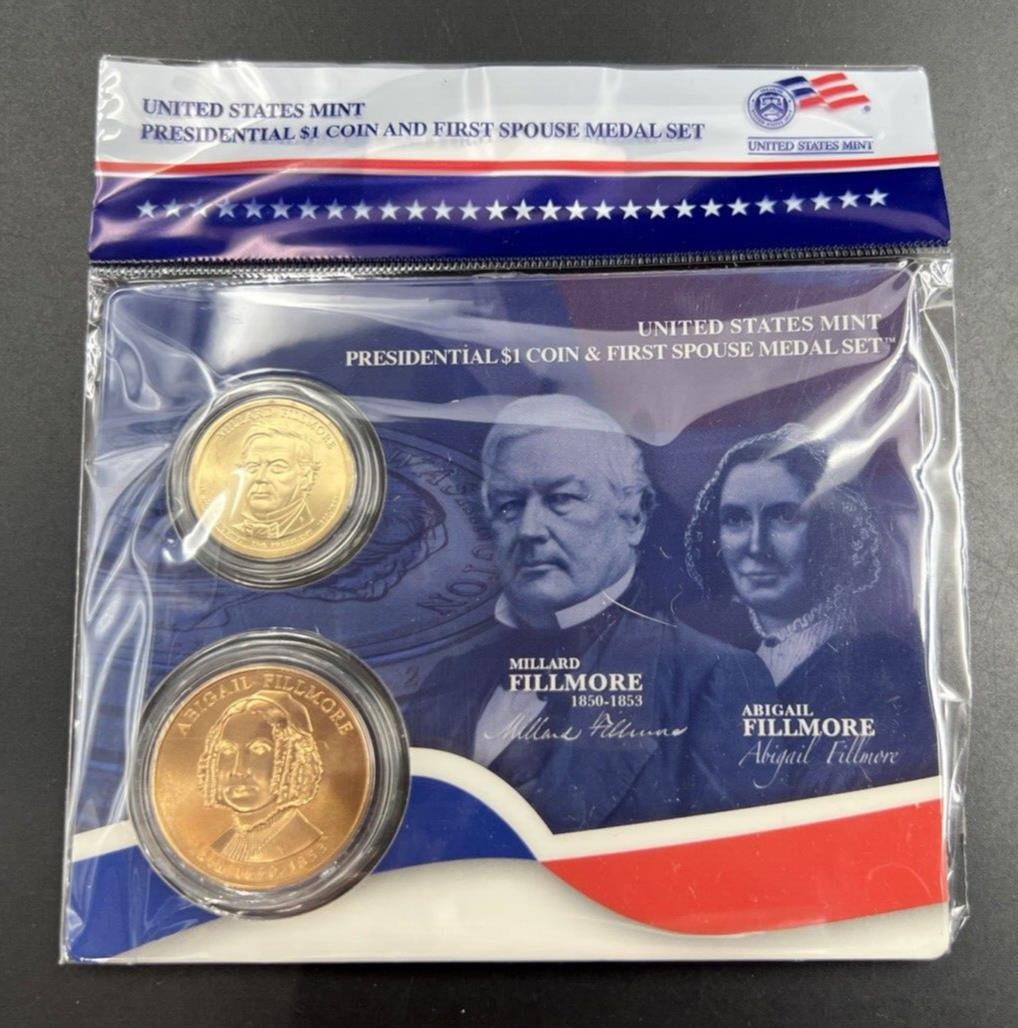 UNITED STATES MINT
PRESIDENTIAL $1 COIN AND FIRST SPOUSE MEDAL SET
UNITED STATES MINT
UNITED STATES MINT
PRESIDENTIAL $1 COIN & FIRST SPOUSE MEDAL SET™
MILLARD FILLMORE
ABIGAIL FILLMORE
MILLARD
FILLMORE
1850-1853
Millard Fillmore
ABIGAIL
FILLMORE
Abigail Fillmore